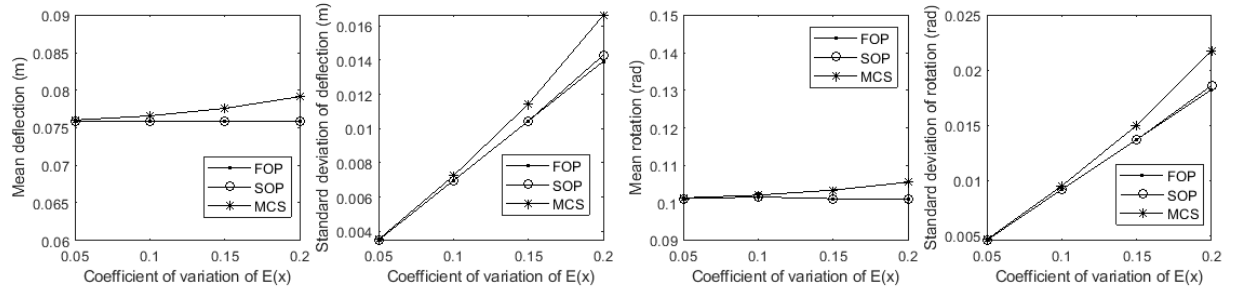 Mean deflection (m)
0.09
0.085
0.08
0.075
0.07
0.065
0.06
FOP
SOP
MCS
0.05 0.1 0.15 0.2
Coefficient of variation of E(x)
Standard deviation of deflection (m)
0.016
0.014
0.012
0.01
0.008
0.006
0.004
FOP
SOP
MCS
0.05 0.1 0.15 0.2
Coefficient of variation of E(x)
Mean rotation (rad)
0.15
0.14
0.13
0.12
0.11
0.1
0.09
FOP
SOP
MCS
0.05 0.1 0.15 0.2
Coefficient of variation of E(x)
Standard deviation of rotation (rad)
0.025
0.02
0.015
0.01
0.005
FOP
SOP
MCS
0.05 0.1 0.15 0.2
Coefficient of variation of E(x)